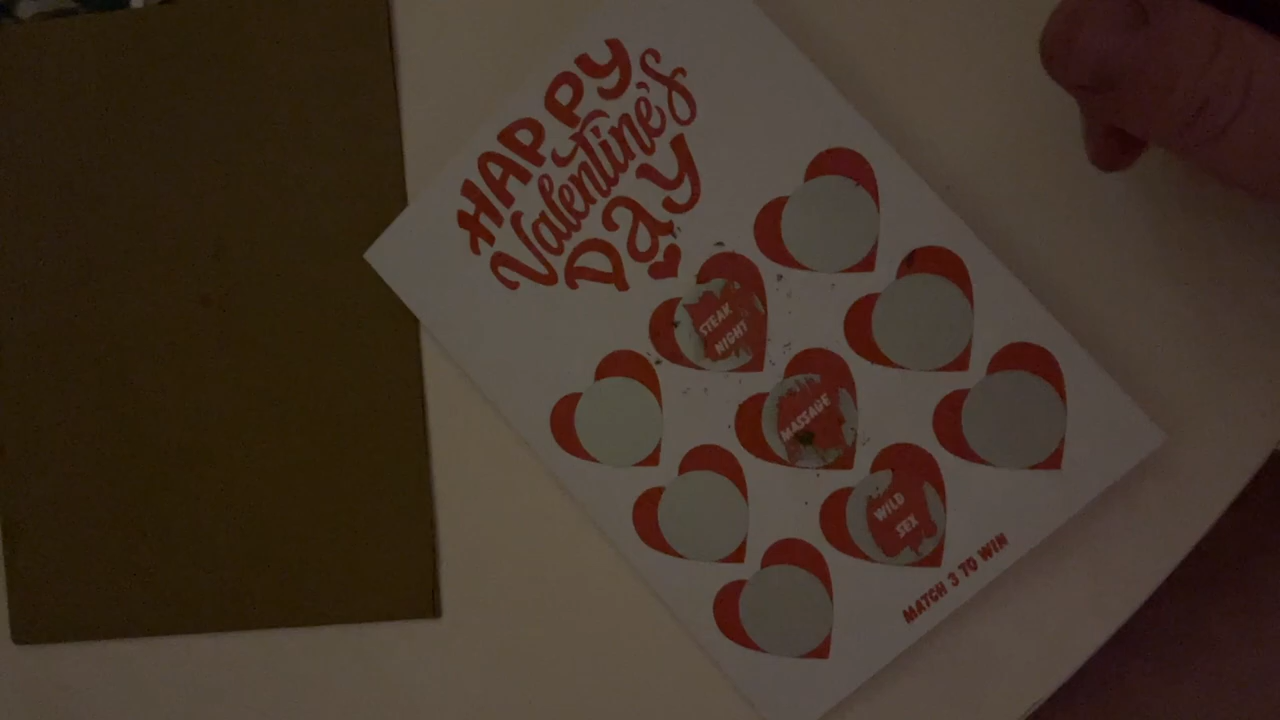 HAPPY
Valentine's
Day
STEAK
NIGHT
MASSAGE
WILD
SEX
MATCH 3 TO WIN